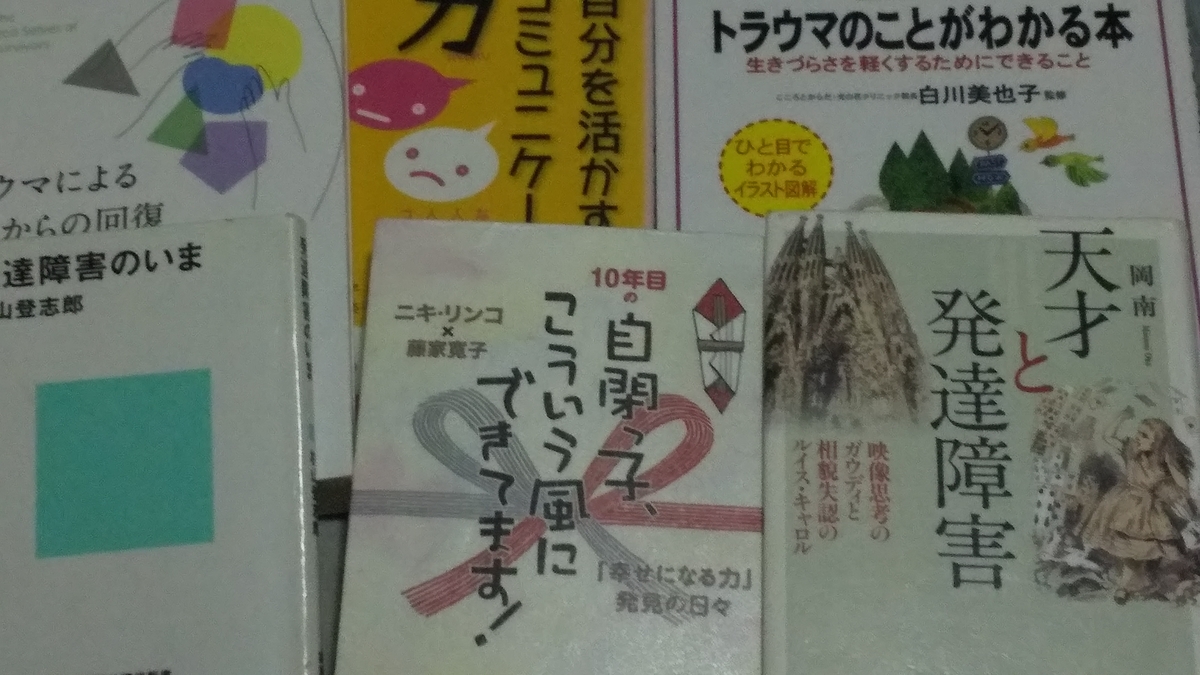 ウマによる
からの回復
力
コミュニケー
自分を活かす
トラウマのことがわかる本
生きづらさを軽くするためにできること
白川美也子 監修
ひと目で
わかる
イラスト図解
達障害のいま
山登志郎
10年目
の
自閉っ子、
こういう風に
できてます!
ニキ・リンコ
×
藤家寛子
「幸せになる力」
発見の日々
天才
と
発達障害
岡南
映像思考の
ガウディと
相貌失認の
ルイス・キャロル